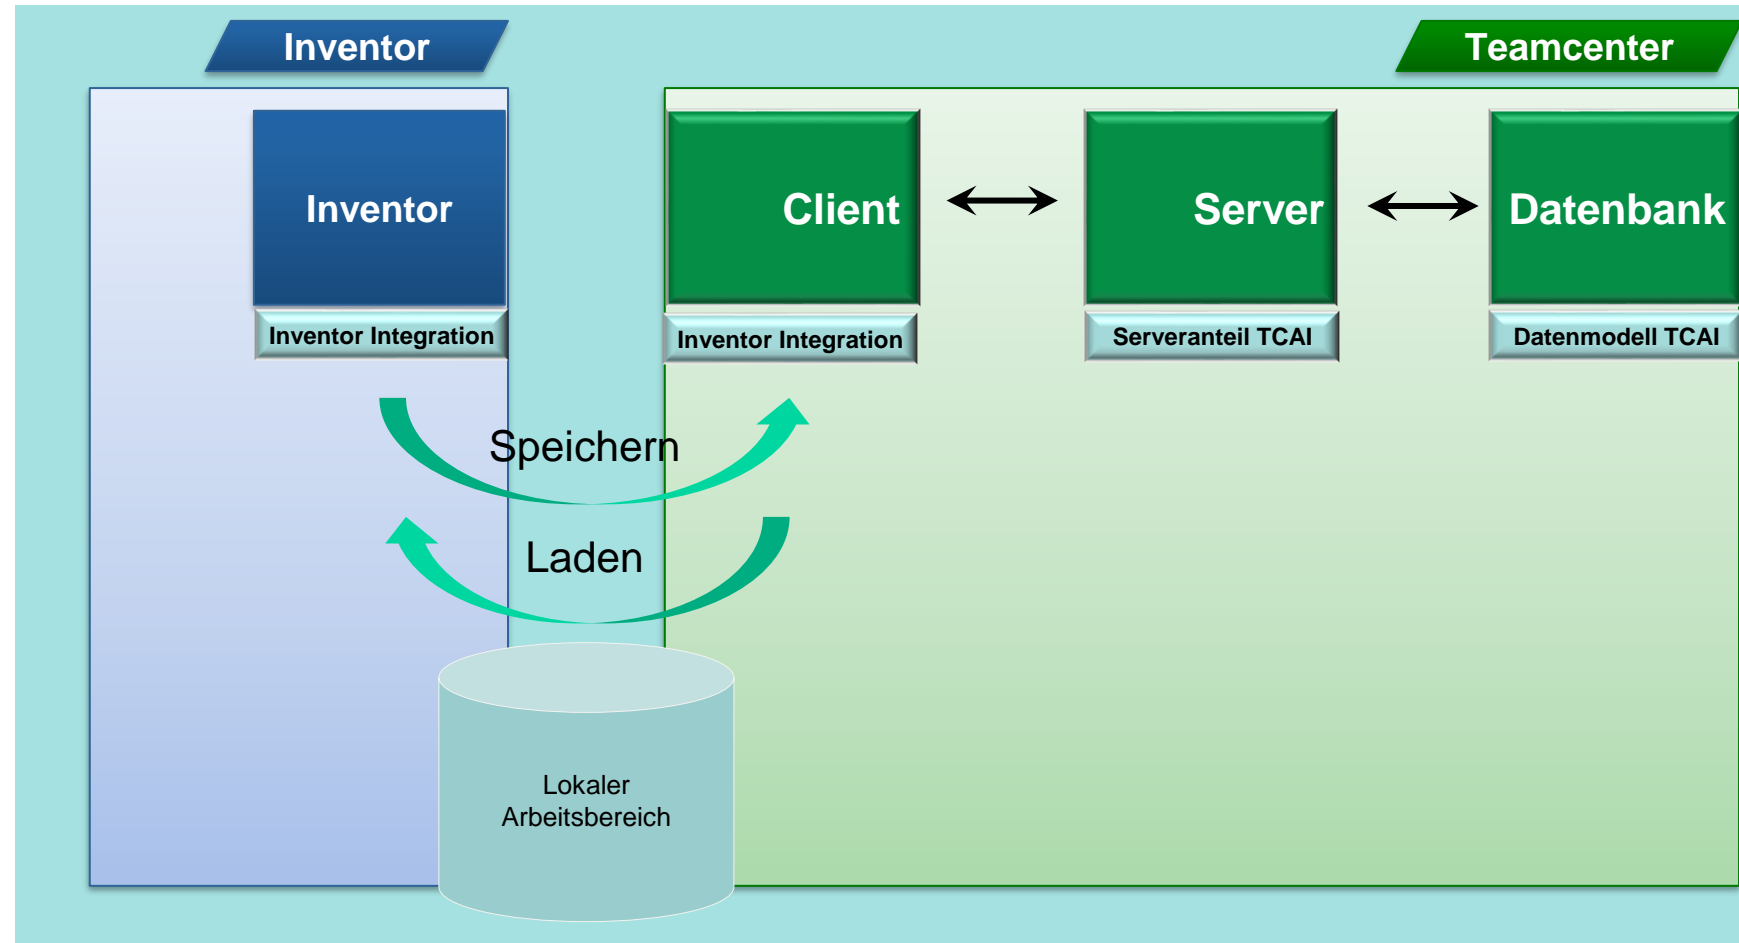 Inventor
Teamcenter
Inventor
Client
Server
Datenbank
Inventor Integration
Inventor Integration
Serveranteil TCAI
Datenmodell TCAI
Speichern
Laden
Lokaler
Arbeitsbereich